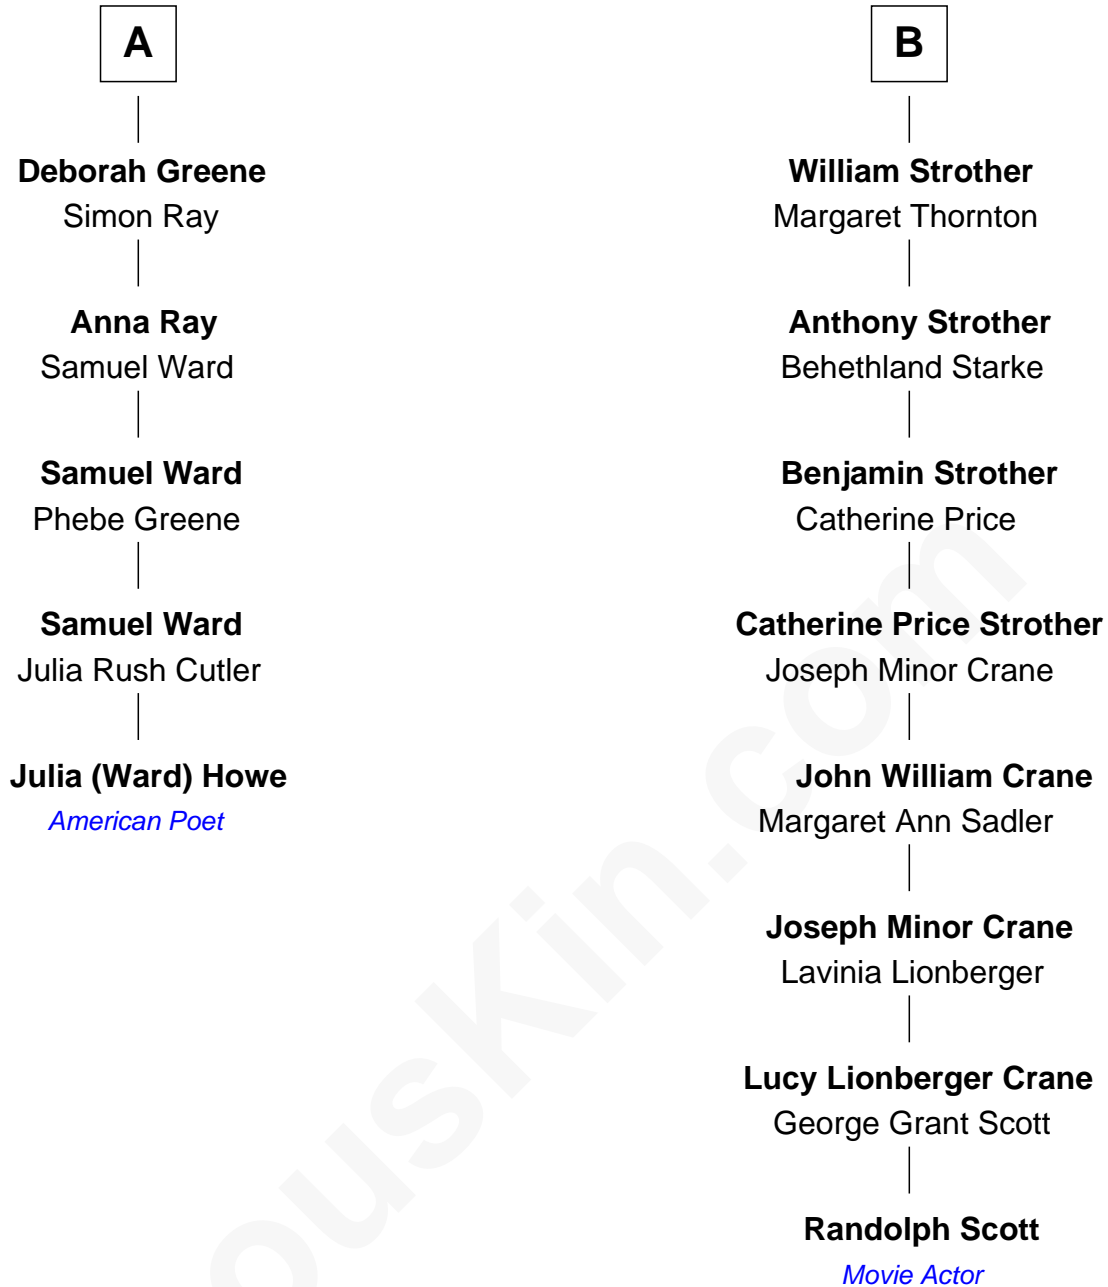 A
Deborah Greene
Simon Ray
Anna Ray
Samuel Ward
Samuel Ward
Phebe Greene
Samuel Ward
Julia Rush Cutler
Julia (Ward) Howe
American Poet
B
William Strother
Margaret Thornton
Anthony Strother
Behethland Starke
Benjamin Strother
Catherine Price
Catherine Price Strother
Joseph Minor Crane
John William Crane
Margaret Ann Sadler
Joseph Minor Crane
Lavinia Lionberger
Lucy Lionberger Crane
George Grant Scott
Randolph Scott
Movie Actor
ousKin.com